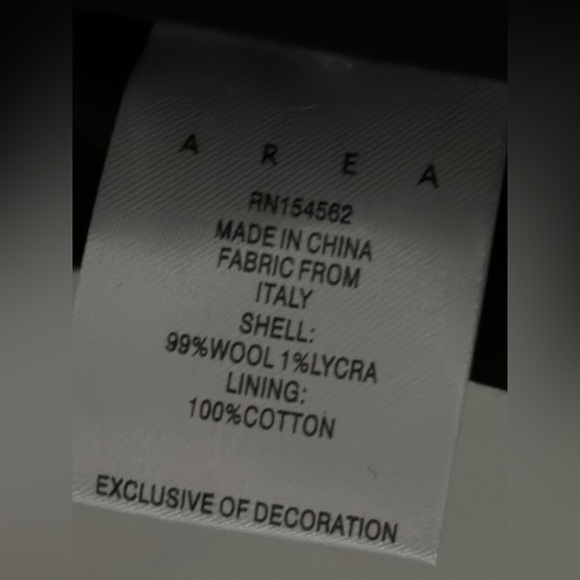 A R E A
RN154562
MADE IN CHINA
FABRIC FROM
ITALY
SHELL:
99%WOOL 1%LYCRA
LINING:
100%COTTON
EXCLUSIVE OF DECORATION